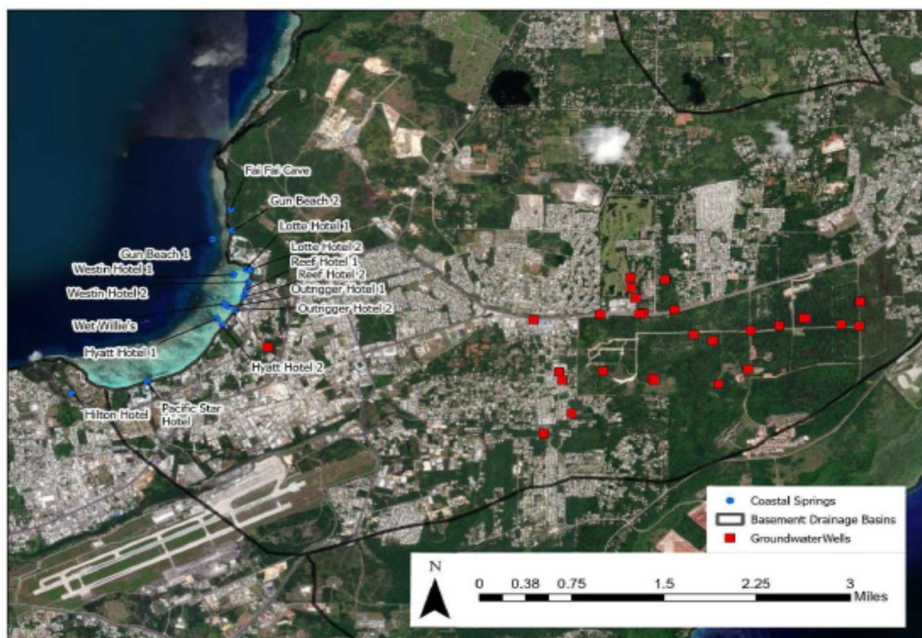 Fai Fai Cave
Gun Beach 2
Lotte Hotel 1
Gun Beach 1
Lotte Hotel 2
Westin Hotel 1
Reef Hotel 1
Reef Hotel 2
Westin Hotel 2
Outrigger Hotel 1
Outrigger Hotel 2
Wet Willie's
Hyatt Hotel 1
Hyatt Hotel 2
Hilton Hotel
Pacific Star
Hotel
Coastal Springs
Basement Drainage Basins
GroundwaterWells
N
0 0.38 0.75 1.5 2.25 3
Miles